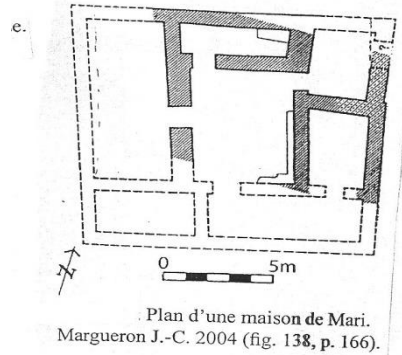 .e.
?
0 5m
N
Plan d'une maison de Mari.
Margueron J.-C. 2004 (fig. 138, p. 166).